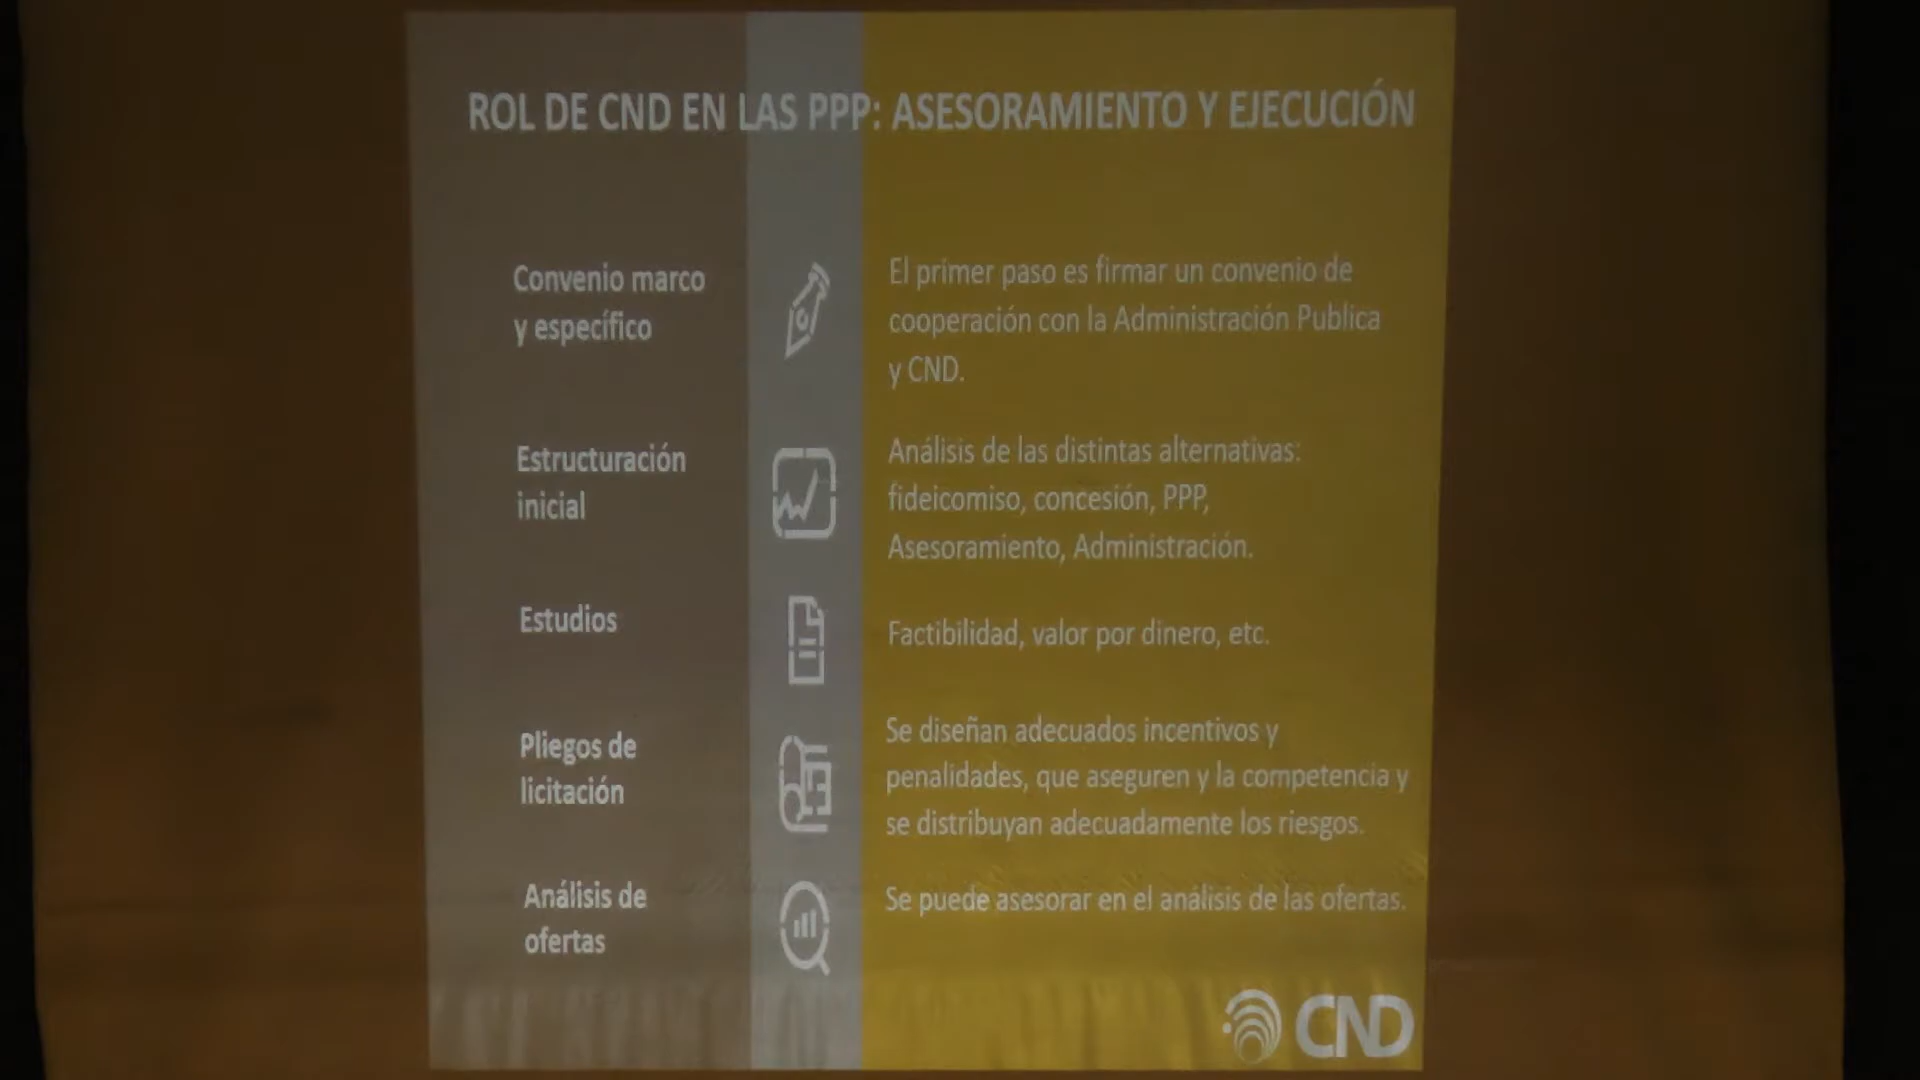 ROL DE CND EN LAS PPP: ASESORAMIENTO Y EJECUCIÓN
Convenio marco
y específico
El primer paso es firmar un convenio de
cooperación con la Administración Publica
y CND.
Estructuración
inicial
Análisis de las distintas alternativas:
fideicomiso, concesión, PPP,
Asesoramiento, Administración.
Estudios
Factibilidad, valor por dinero, etc.
Pliegos de
licitación
Se diseñan adecuados incentivos y
penalidades, que aseguren y la competencia y
se distribuyan adecuadamente los riesgos.
Análisis de
ofertas
Se puede asesorar en el análisis de las ofertas.
CND